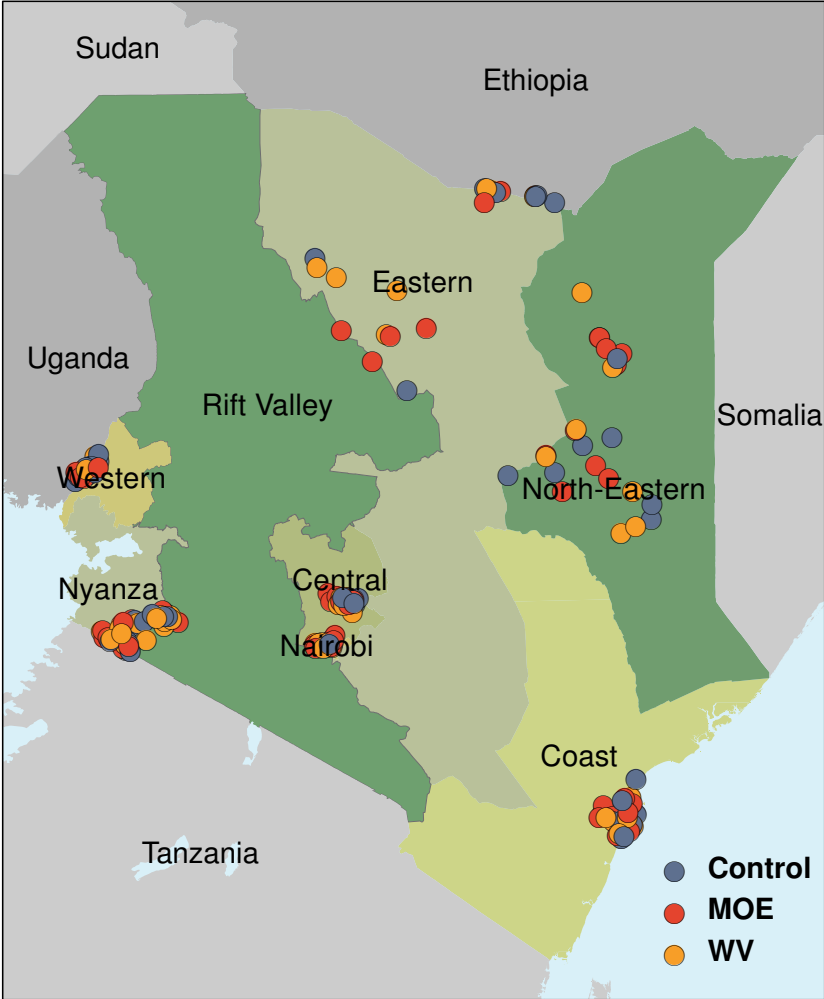 Sudan
Ethiopia
Eastern
Uganda
Rift Valley
Somalia
Western
North-Eastern
Central
Nyanza
Nairobi
Coast
Tanzania
Control
MOE
WV